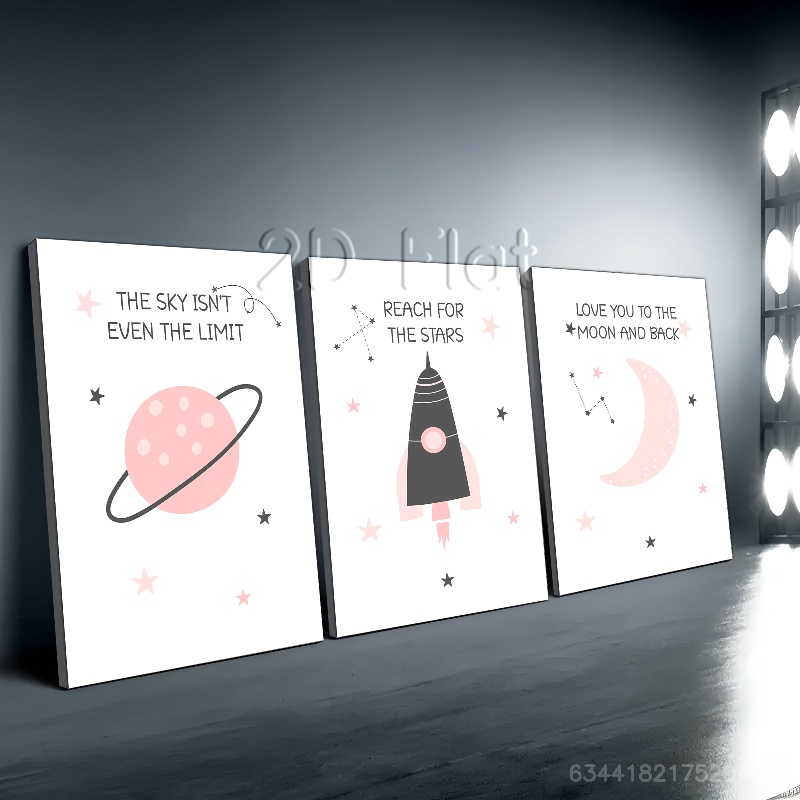 2D Flat
THE SKY ISN'T
EVEN THE LIMIT
REACH FOR
THE STARS
LOVE YOU TO THE
MOON AND BACK